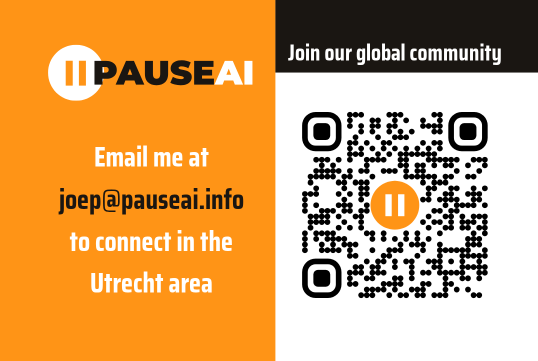 PAUSEAI
Email me at
joep@pauseai.info
to connect in the
Utrecht area
Join our global community